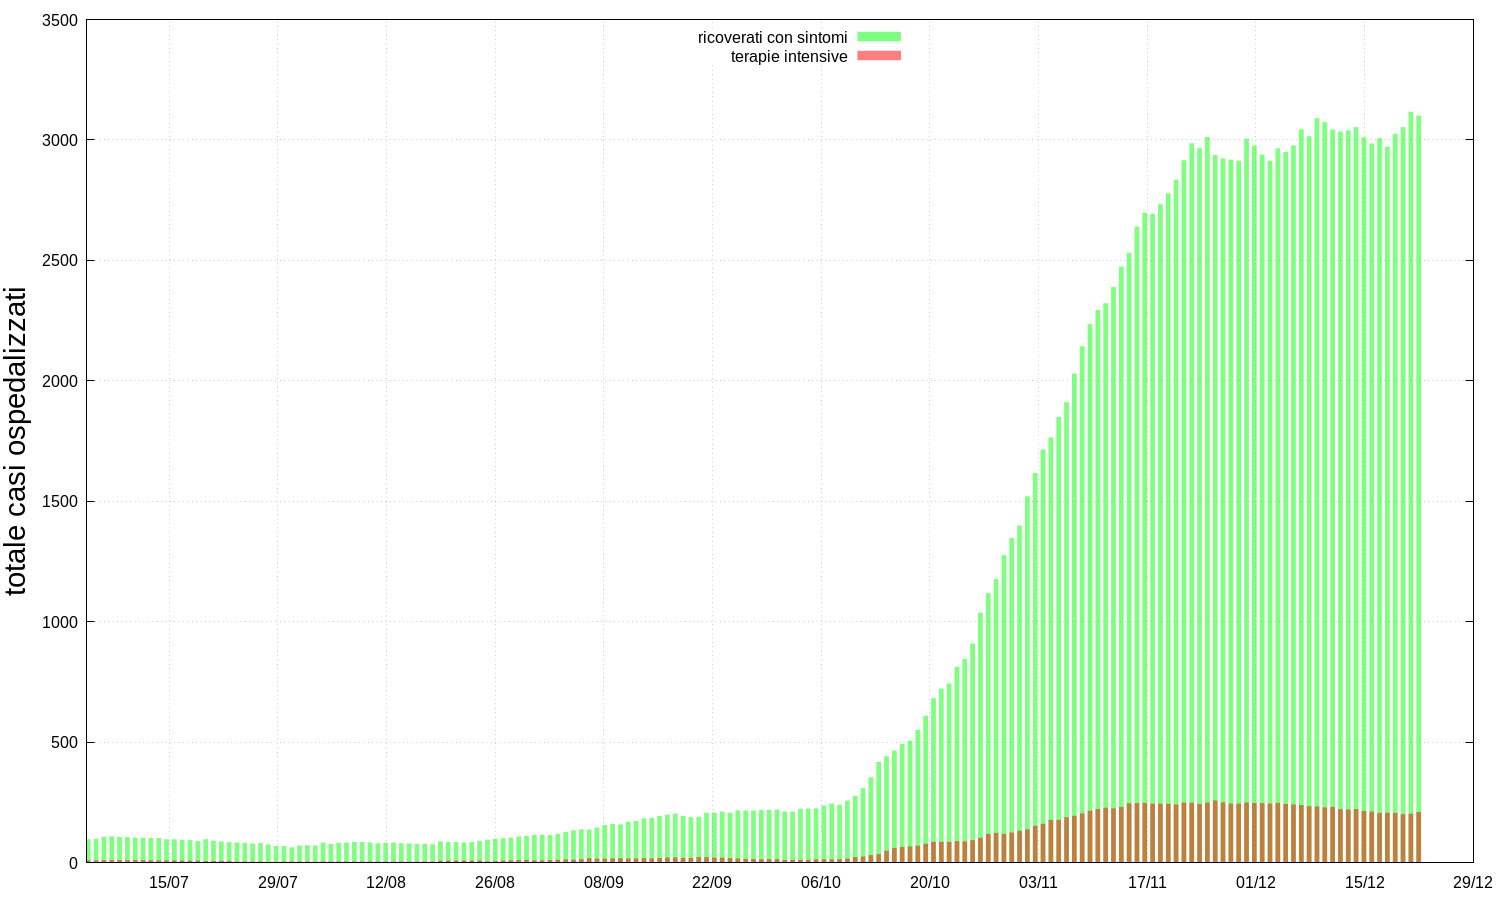 ricoverati con sintomi
terapie intensive
totale casi ospedalizzati
3500
3000
2500
2000
1500
1000
500
0
15/07 29/07 12/08 26/08 08/09 22/09 06/10 20/10 03/11 17/11 01/12 15/12 29/12